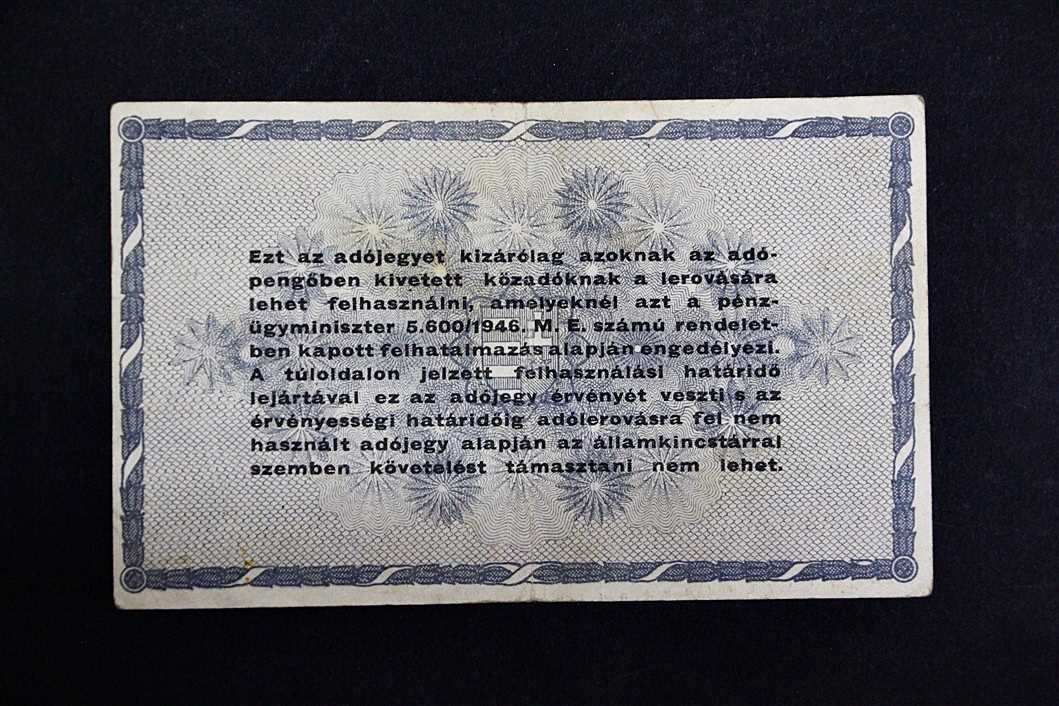 Ezt az adójegyet kizárólag azoknak az adó-
pengőben kivetett közadóknak a lerovására
lehet felhasználni, amelyeknél azt a pénz-
ügyminiszter 5.600/1946. M. E. számú rendelet-
ben kapott felhatalmazás alapján engedélyezi.
A túloldalon jelzett felhasználási határidő
lejártával ez az adójegy érvényét veszti s az
érvényességi határidőig adólerovásra fel nem
használt adójegy alapján az államkincstárral
szemben követelést támasztani nem lehet.